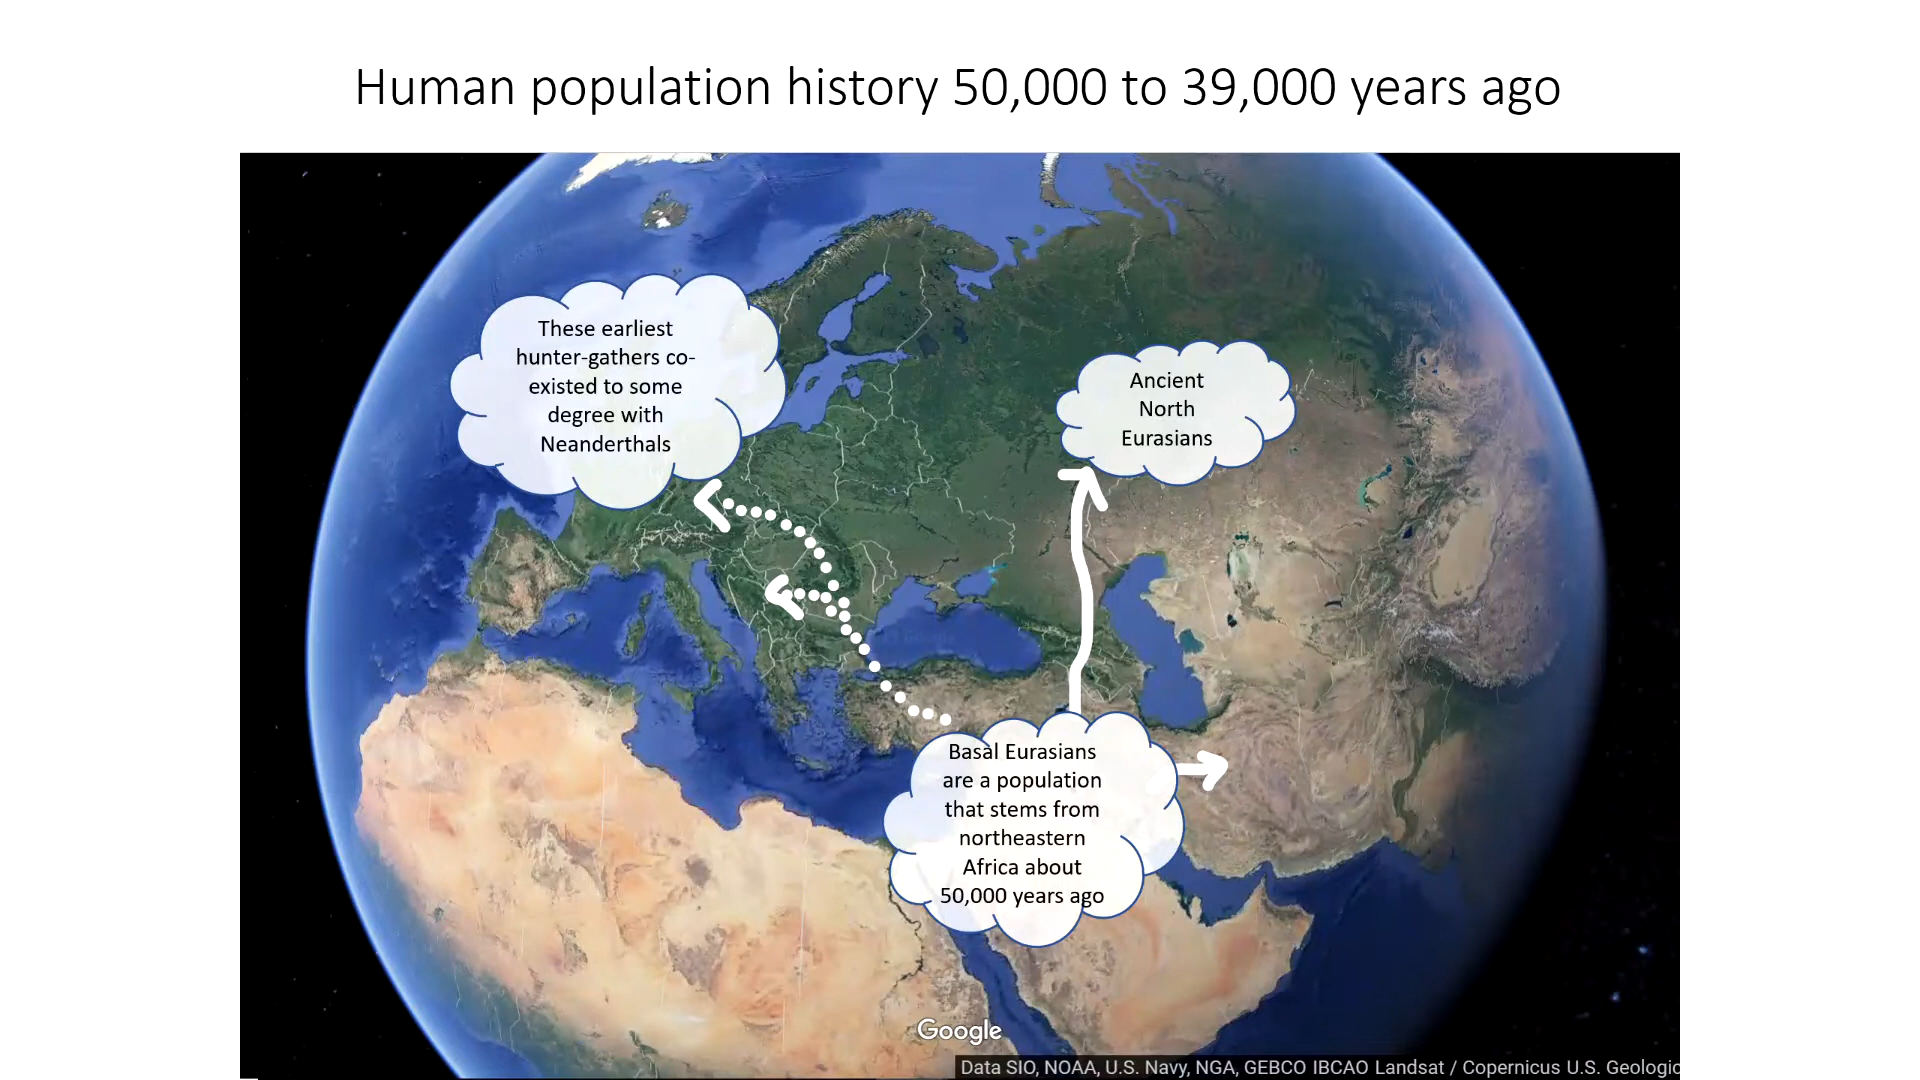 Human population history 50,000 to 39,000 years ago
These earliest
hunter-gathers co-
existed to some
degree with
Neanderthals
Ancient
North
Eurasians
Basal Eurasians
are a population
that stems from
northeastern
Africa about
50,000 years ago
Google
Data SIO, NOAA, U.S. Navy, NGA, GEBCO IBCAO Landsat / Copernicus U.S. Geologic